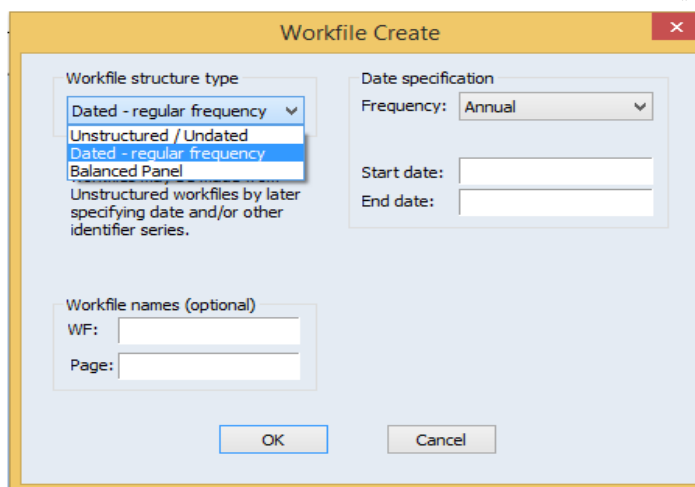 Workfile Create
Workfile structure type
Dated - regular frequency
Unstructured / Undated
Dated - regular frequency
Balanced Panel
Unstructured workfiles by later
specifying date and/or other
identifier series.
Date specification
Frequency: Annual
Start date:
End date:
Workfile names (optional)
WF:
Page:
OK Cancel